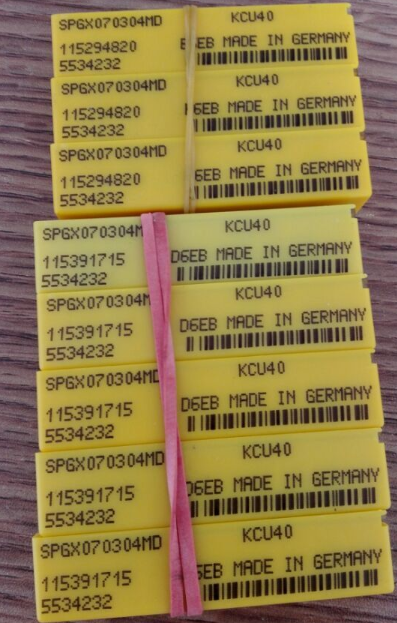 SPGX070304MD KCU40
115294820 E6EB MADE IN GERMANY
5534232
SPGX070304MD KCU40
115294820 D6EB MADE IN GERMANY
5534232
SPGX070304MD KCU40
115294820 6EB MADE IN GERMANY
5534232
SPGX070304M KCU40
115391715 D6EB MADE IN GERMANY
5534232
SPGX070304M KCU40
115391715 D6EB MADE IN GERMANY
5534232
SPGX070304MD KCU40
115391715 D6EB MADE IN GERMANY
5534232
SPGX070304MD KCU40
115391715 D6EB MADE IN GERMANY
5534232
SPGX070304MD KCU40
115391715 6EB MADE IN GERMANY
5534232